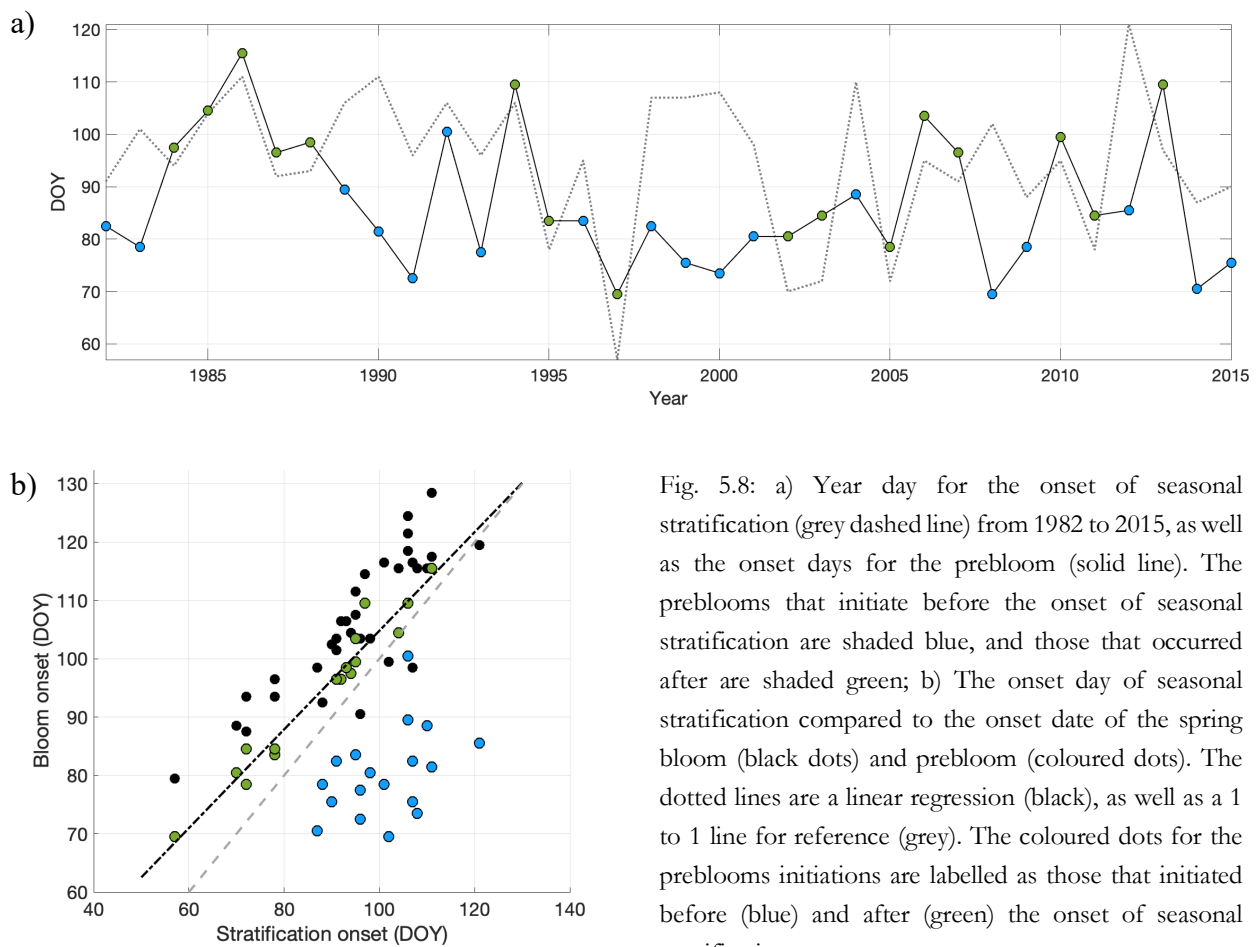 a)
120
110
100
90
80
70
60
DOY
1985
1990
1995
2000
2005
2010
2015
Year
b)
130
120
110
100
90
80
70
60
Bloom onset (DOY)
40
60
80
100
120
140
Stratification onset (DOY)
Fig. 5.8: a) Year day for the onset of seasonal
stratification (grey dashed line) from 1982 to 2015, as well
as the onset days for the prebloom (solid line). The
preblooms that initiate before the onset of seasonal
stratification are shaded blue, and those that occurred
after are shaded green; b) The onset day of seasonal
stratification compared to the onset date of the spring
bloom (black dots) and prebloom (coloured dots). The
dotted lines are a linear regression (black), as well as a 1
to 1 line for reference (grey). The coloured dots for the
preblooms initiations are labelled as those that initiated
before (blue) and after (green) the onset of seasonal